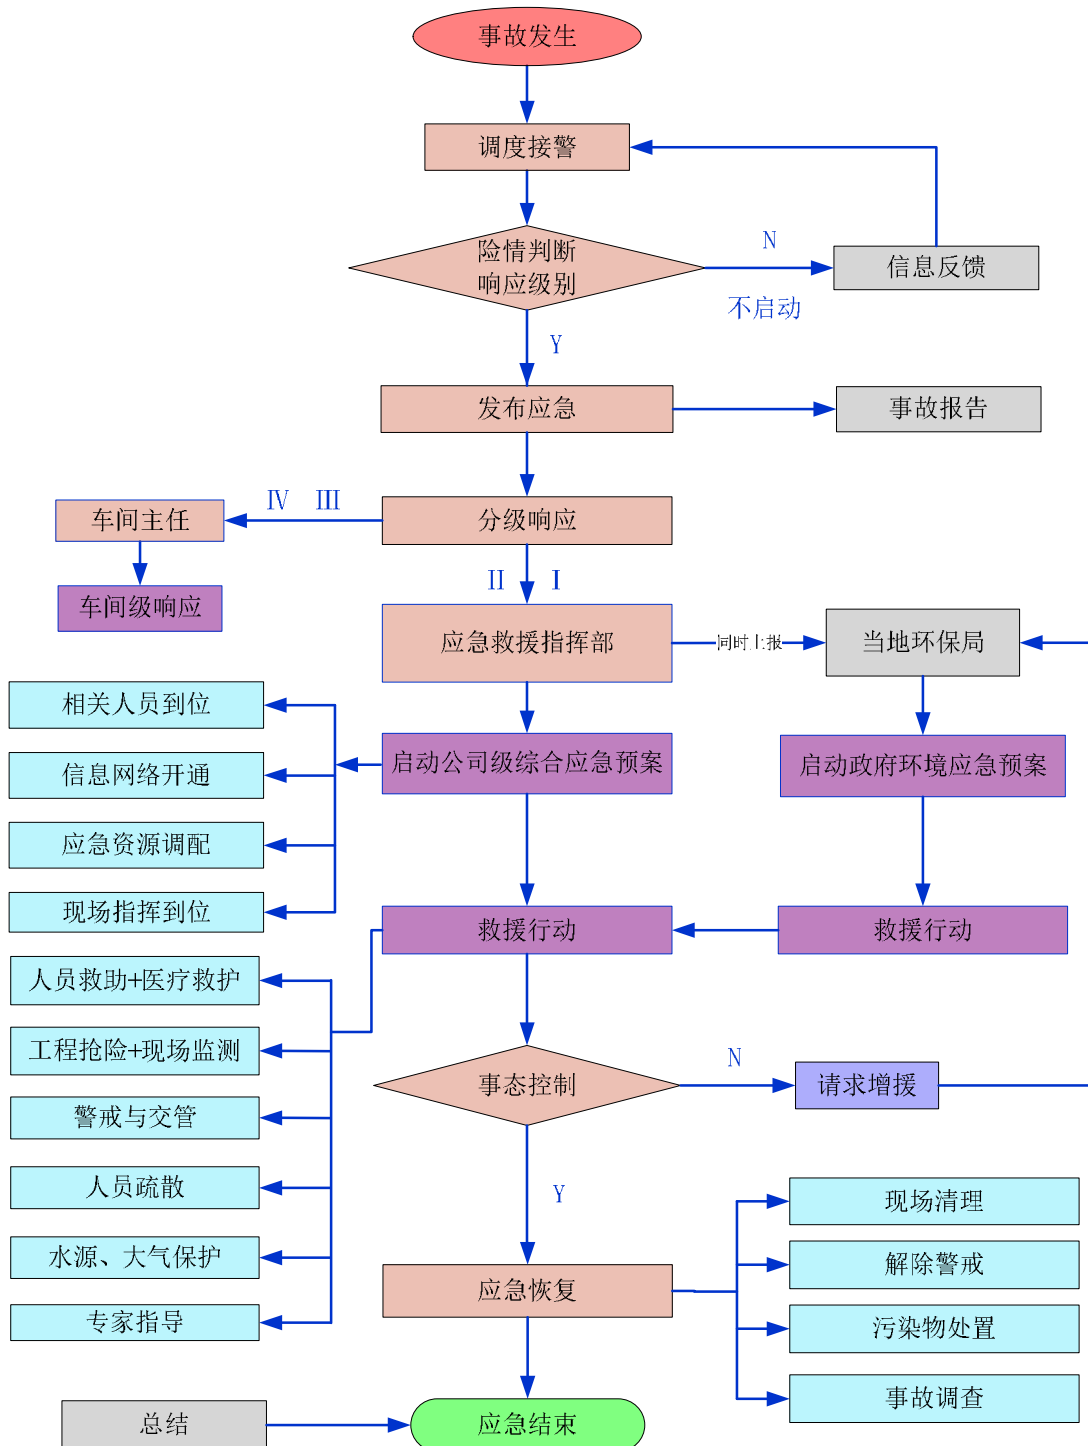 事故发生
调度接警
险情判断
响应级别
N
信息反馈
不启动
Y
发布应急
事故报告
分级响应
Ⅳ Ⅲ
车间主任
车间级响应
Ⅱ Ⅰ
应急救援指挥部
同时上报
当地环保局
相关人员到位
信息网络开通
应急资源调配
现场指挥到位
启动公司级综合应急预案
启动政府环境应急预案
救援行动
救援行动
人员救助+医疗救护
工程抢险+现场监测
警戒与交管
人员疏散
水源、大气保护
专家指导
事态控制
N
请求增援
Y
应急恢复
现场清理
解除警戒
污染物处置
事故调查
总结
应急结束